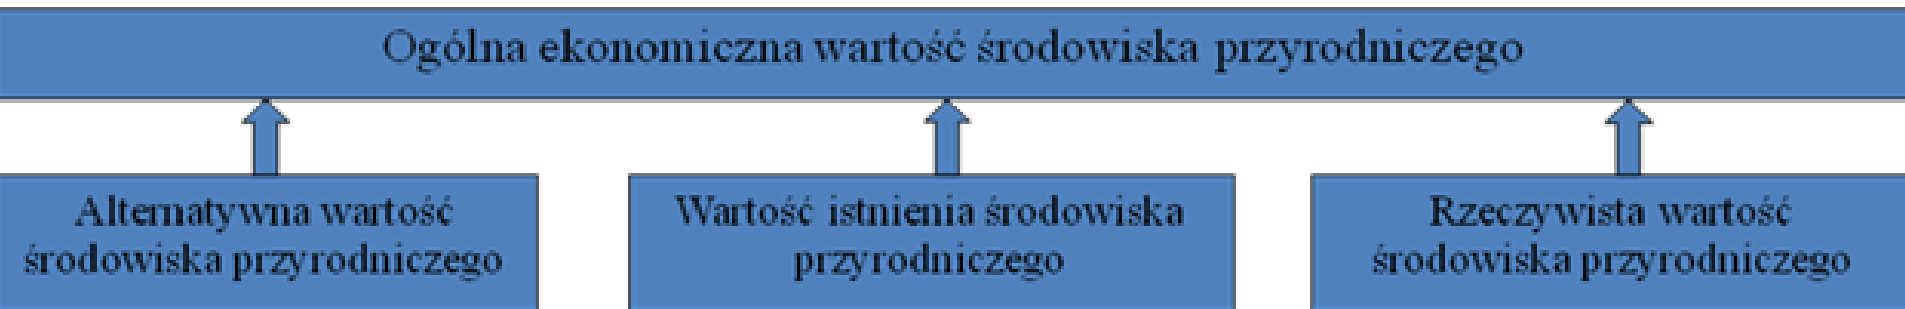 Ogólna ekonomiczna wartość środowiska przyrodniczego
Alternatywna wartość
środowiska przyrodniczego
Wartość istnienia środowiska
przyrodniczego
Rzeczywista wartość
środowiska przyrodniczego